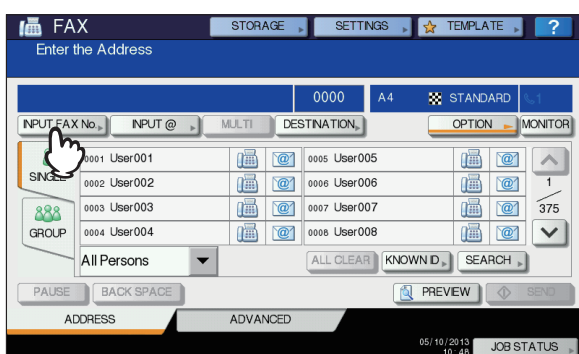 FAX STORAGE SETTINGS TEMPLATE ?
Enter the Address
0000 A4 STANDARD 1
INPUT FAX No. INPUT @ MULTI DESTINATION OPTION MONITOR
SINGLE
0001 User001 0005 User005
0002 User002 0006 User006
0003 User003 0007 User007
0004 User004 0008 User008
1
375
GROUP
All Persons ALL CLEAR KNOWN ID SEARCH
PAUSE BACK SPACE PREVIEW SEND
ADDRESS ADVANCED
05/10/2013
10:48
JOB STATUS